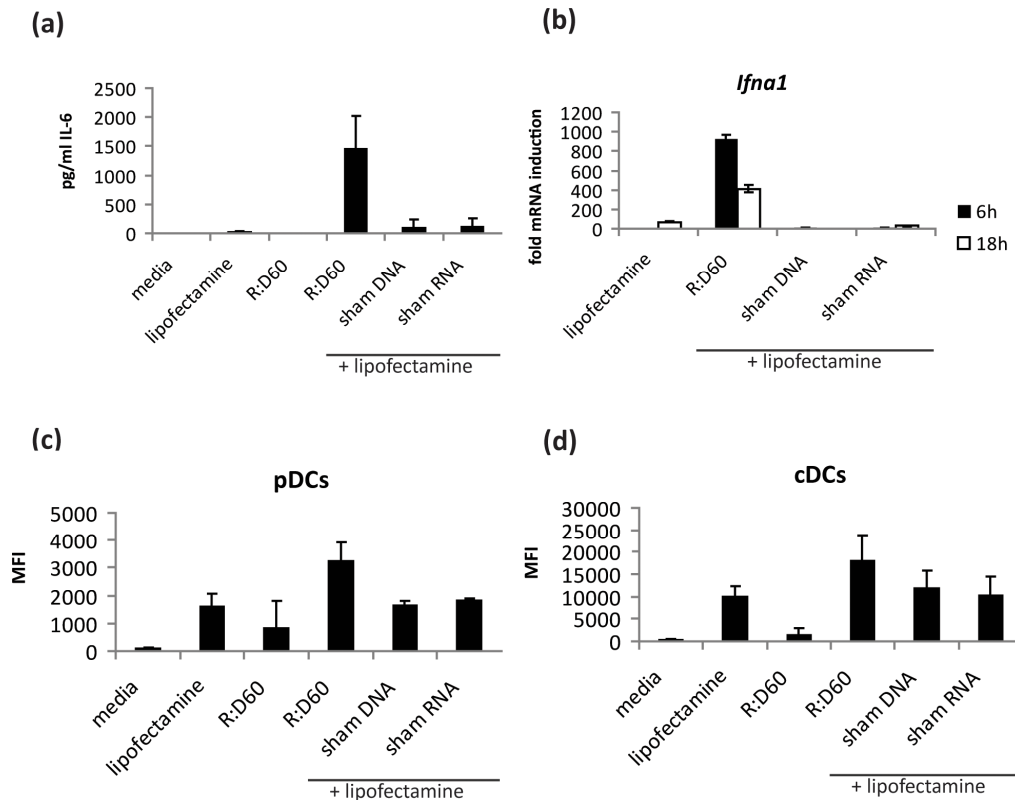 (a)
pg/ml IL-6
2500
2000
1500
1000
500
0
media
lipofectamine
R:D60
R:D60
sham DNA
sham RNA
+ lipofectamine
(b)
Ifna1
fold mRNA induction
1200
1000
800
600
400
200
0
lipofectamine
R:D60
sham DNA
sham RNA
+ lipofectamine
6h
18h
(c)
pDCs
MFI
5000
4000
3000
2000
1000
0
media
lipofectamine
R:D60
R:D60
sham DNA
sham RNA
+ lipofectamine
(d)
cDCs
MFI
30000
25000
20000
15000
10000
5000
0
media
lipofectamine
R:D60
R:D60
sham DNA
sham RNA
+ lipofectamine